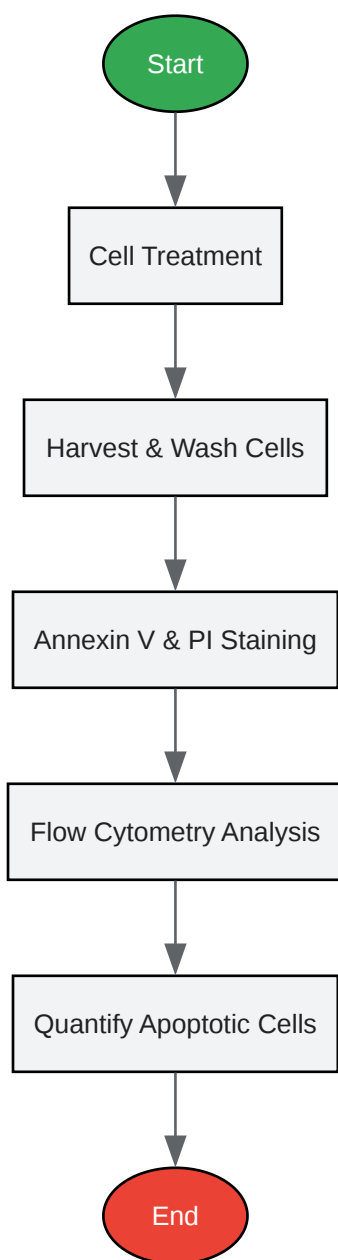 Start
Cell Treatment
Harvest & Wash Cells
Annexin V & PI Staining
Flow Cytometry Analysis
Quantify Apoptotic Cells
End